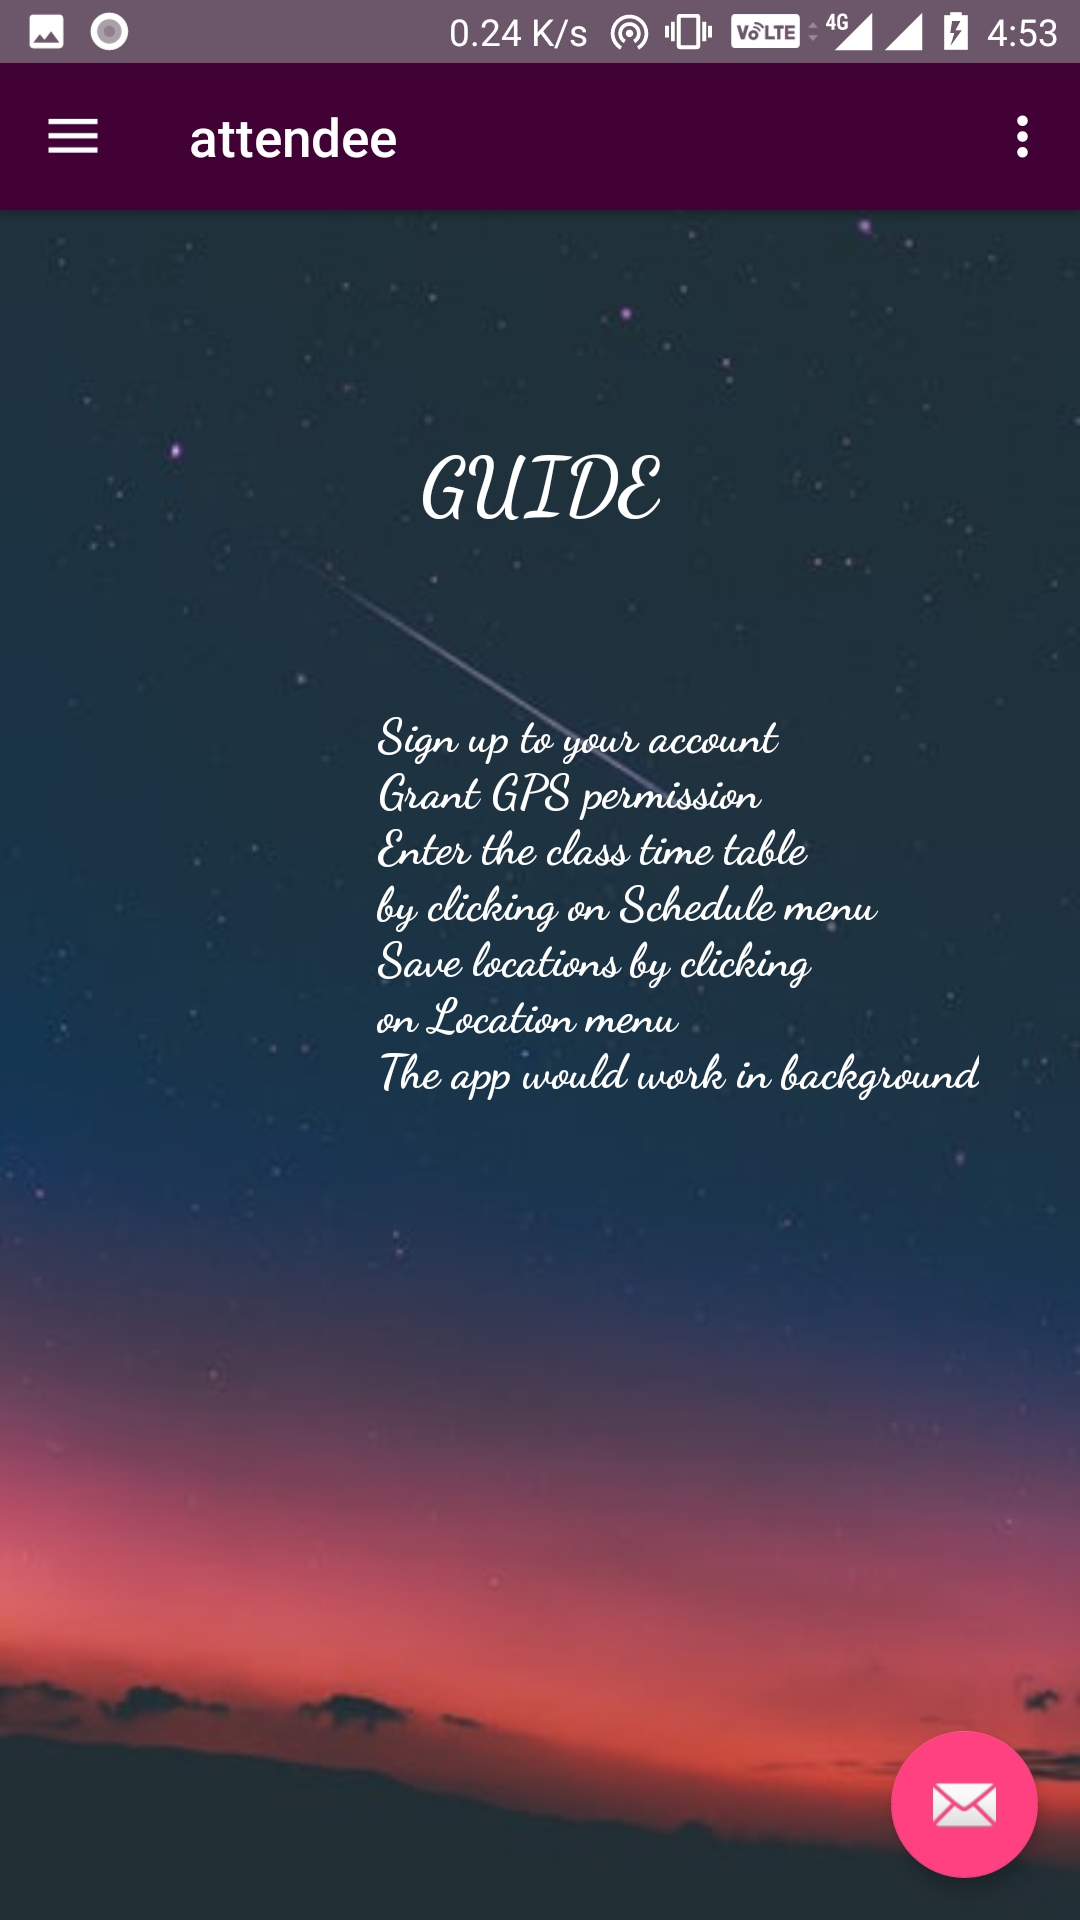 0.24 K/s VoLTE 4G 4:53
attendee
GUIDE
Sign up to your account
Grant GPS permission
Enter the class time table
by clicking on Schedule menu
Save locations by clicking
on Location menu
The app would work in background